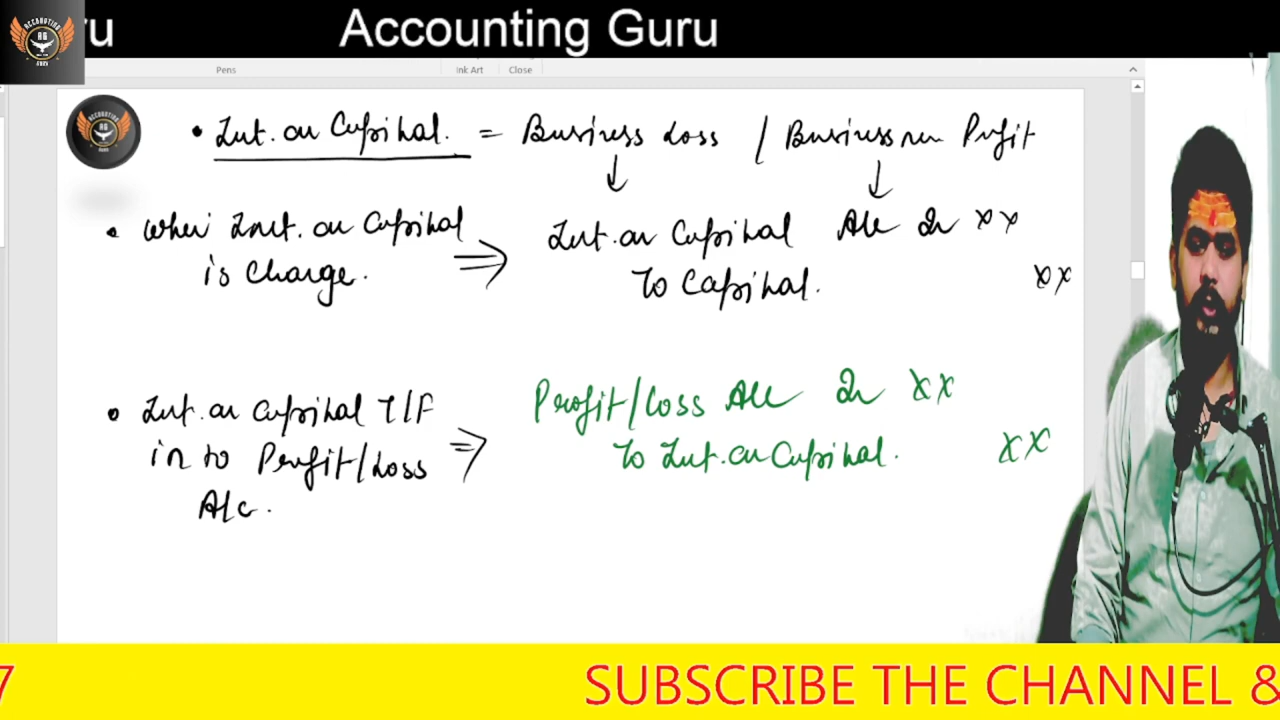 ru
Accounting Guru
Pens
Ink Art
Close
• Int. on Capital. = Business Loss / Business Profit
• When Int. on Capital is Charge. ⇒ Int. on Capital A/c Dr xx
To Capital. xx
• Int. on Capital T/F
in to Profit/Loss
A/c.
⇒ Profit/Loss A/c Dr xx
To Int. on Capital. xx
7
SUBSCRIBE THE CHANNEL &